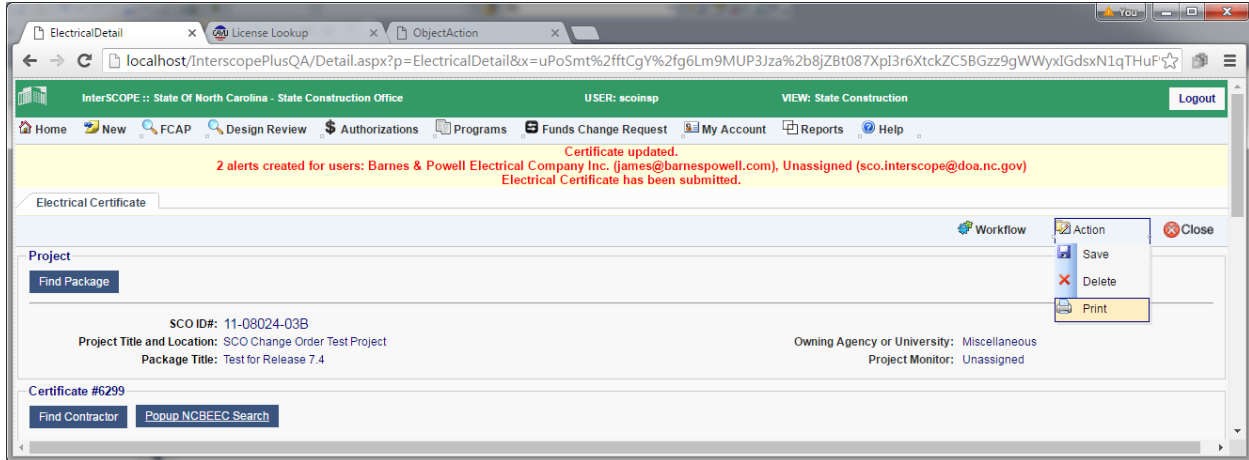 You
ElectricalDetail
License Lookup
ObjectAction
localhost/InterscopePlusQA/Detail.aspx?p=ElectricalDetail&x=uPoSmt%2fftCgY%2fg6Lm9MUP3Jza%2b8jZBt087XpI3r6XtckZC5BGzz9gWWyxIGdsxN1qTHuF
InterSCOPE :: State Of North Carolina - State Construction Office USER: scoinsp VIEW: State Construction Logout
Home New FCAP Design Review Authorizations Programs Funds Change Request My Account Reports Help
Certificate updated.
2 alerts created for users: Barnes & Powell Electrical Company Inc. (james@barnespowell.com), Unassigned (sco.interscope@doa.nc.gov)
Electrical Certificate has been submitted.
Electrical Certificate
Workflow Action Close
Save
Delete
Print
Project
Find Package
SCO ID#: 11-08024-03B
Project Title and Location: SCO Change Order Test Project Owning Agency or University: Miscellaneous
Package Title: Test for Release 7.4 Project Monitor: Unassigned
Certificate #6299
Find Contractor Popup NCBEEC Search